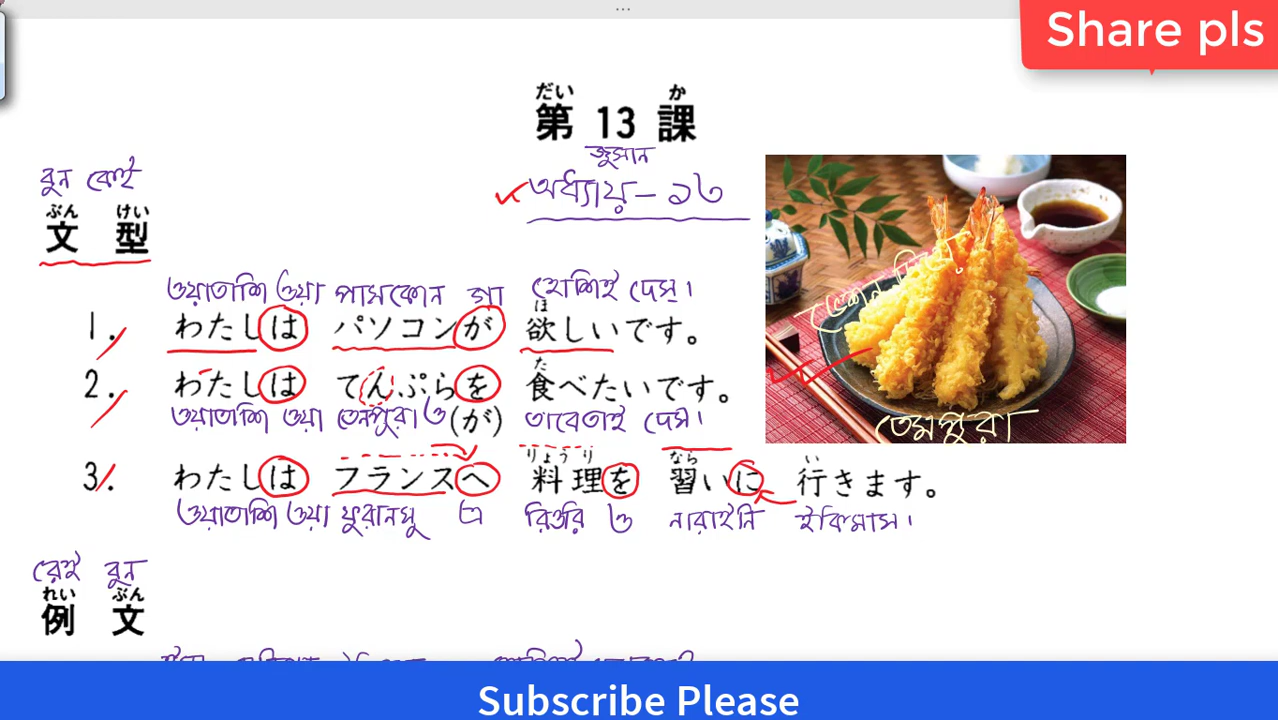 Share pls
だい か
第 13 課
জুসান
✓অধ্যায় – ১৩
বুন কেই
ぶん けい
文 型
ওয়াতাশি ওয়া পাসকোন গা হোশিই দেস।
ほ
1. わたしは パソコンが 欲しいです。
た
2. わたしは てんぷらを 食べたいです。
ওয়াতাশি ওয়া তেনপুরা ও (が) তাবেতাই দেস।
りょうり なら い
3. わたしは フランスへ 料理を 習いに 行きます。
ওয়াতাশি ওয়া ফুরানসু এ রিওরি ও নারাইনি ইকিমাস।
তেমপুরা
রেই বুন
れい ぶん
例 文
Subscribe Please